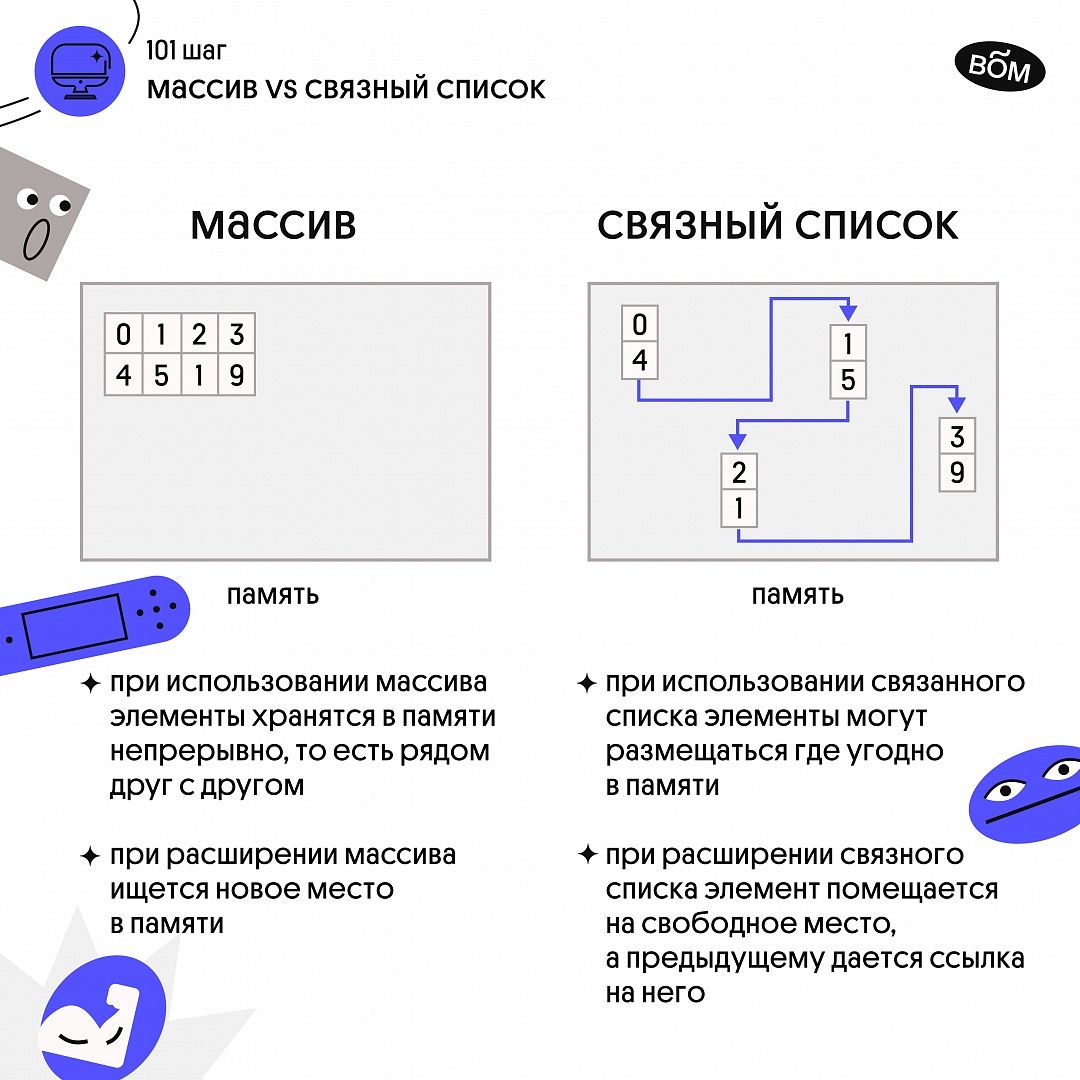 101 шаг
массив vs связный список
BÕM
массив
связный список
0 1 2 3
4 5 1 9
0
4
1
5
2
1
3
9
память
память
при использовании массива
элементы хранятся в памяти
непрерывно, то есть рядом
друг с другом
при расширении массива
ищется новое место
в памяти
при использовании связанного
списка элементы могут
размещаться где угодно
в памяти
при расширении связного
списка элемент помещается
на свободное место,
а предыдущему дается ссылка
на него